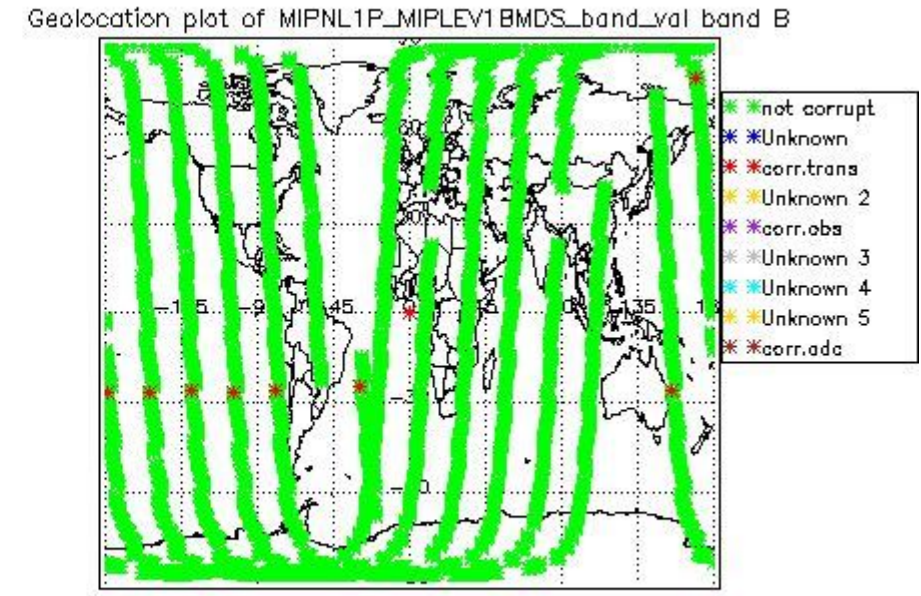 Geolocation plot of MIPNL1P_MIPLEV1BMDS_band_val band B
not corrupt
Unknown
corr.trans
Unknown 2
corr.obs
Unknown 3
Unknown 4
Unknown 5
corr.adc
45